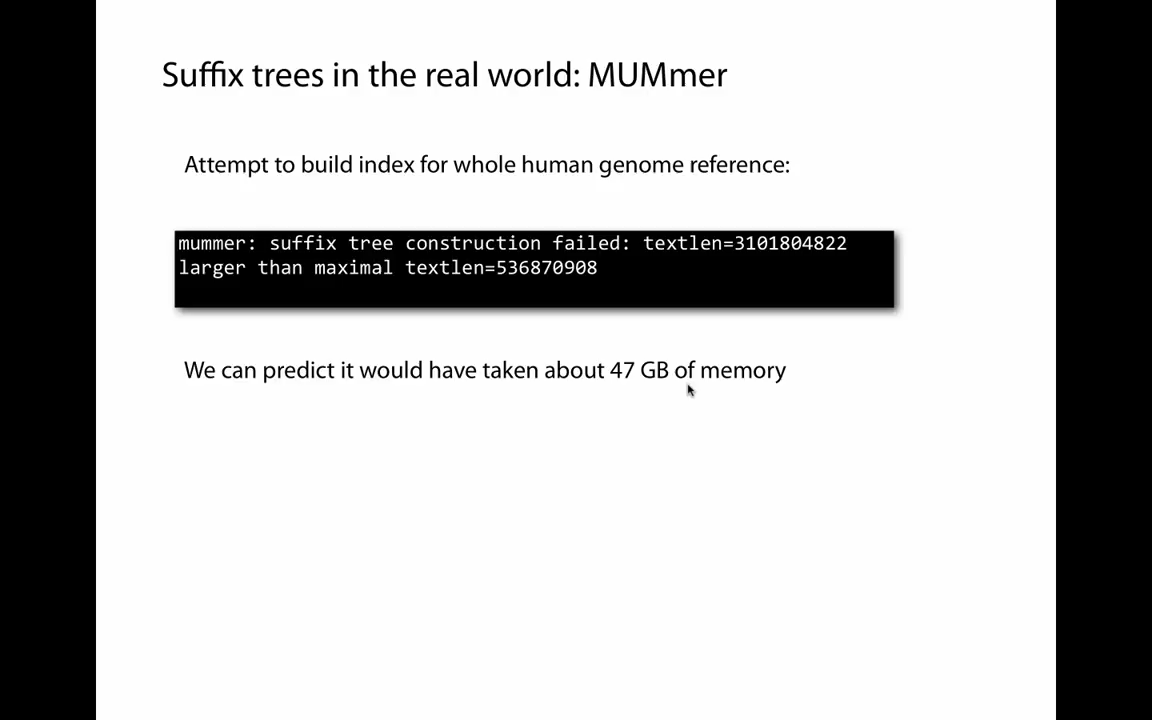 Suffix trees in the real world: MUMmer
Attempt to build index for whole human genome reference:
mummer: suffix tree construction failed: textlen=3101804822
larger than maximal textlen=536870908
We can predict it would have taken about 47 GB of memory